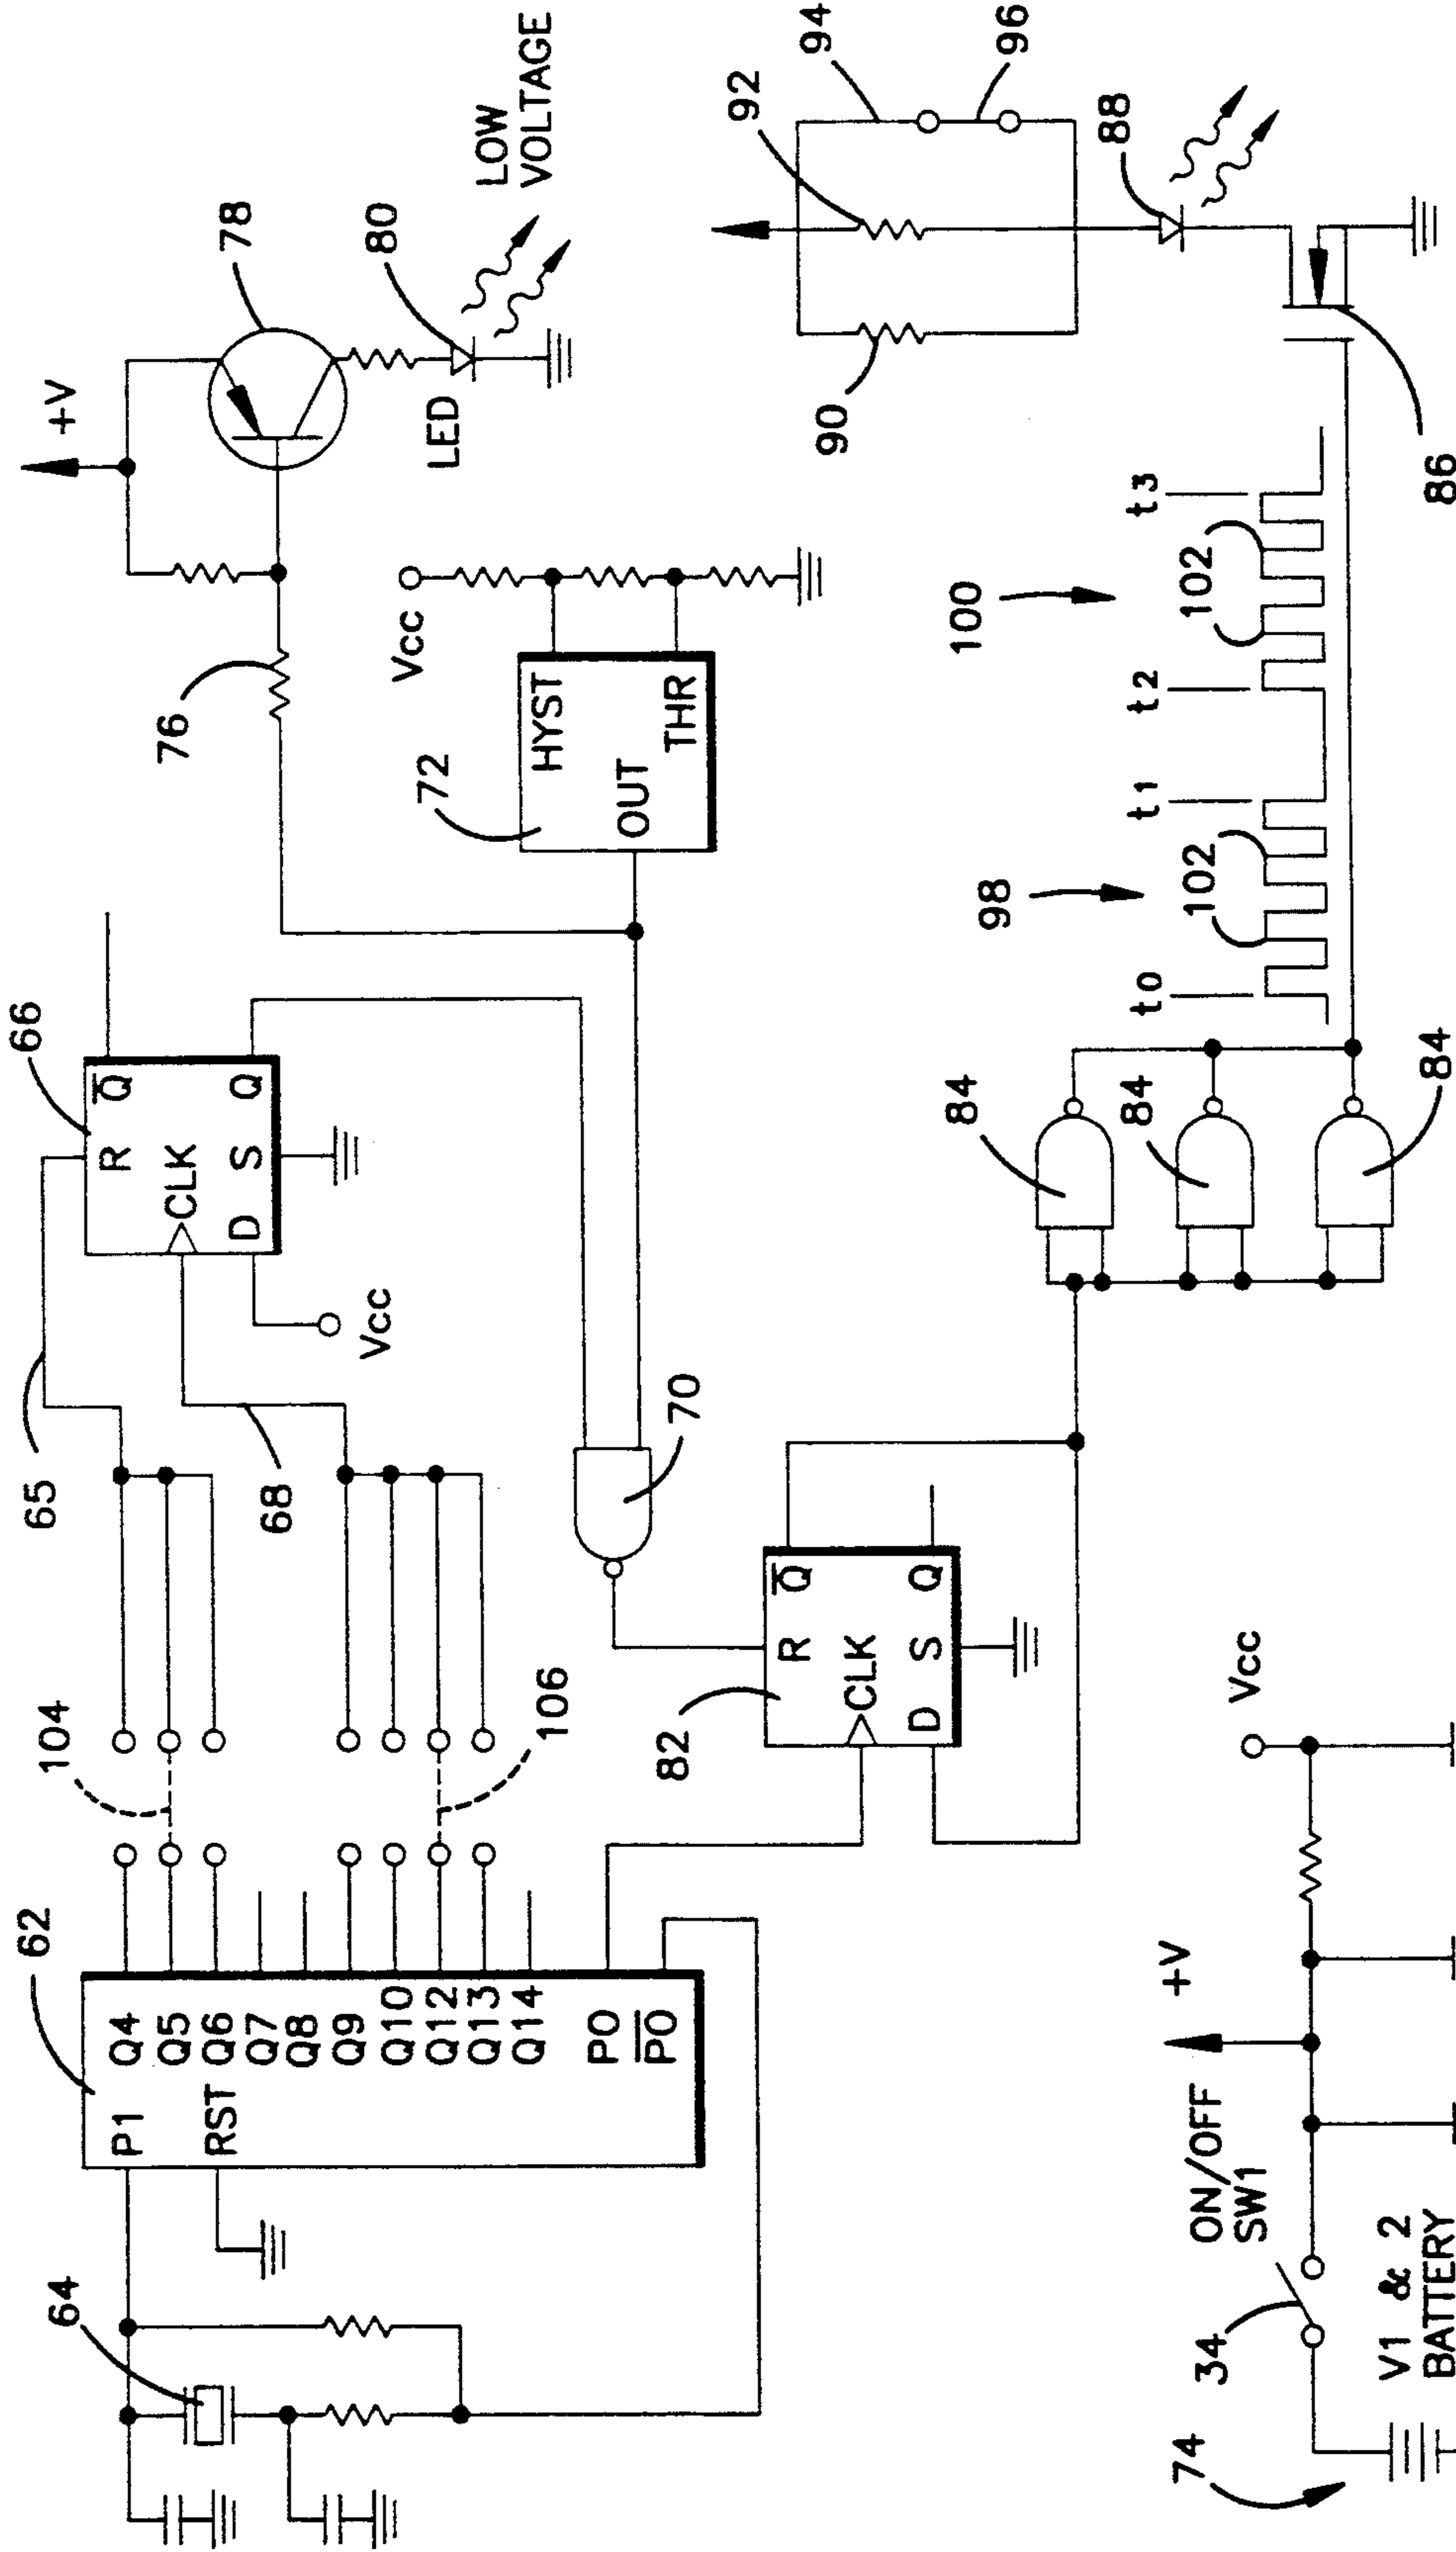 +V
78
76
80
LED
LOW
VOLTAGE
66
Q
R
CLK
D
S
Q
65
68
Vcc
72
HYST
OUT
THR
Vcc
104
106
62
P1
RST
Q4
Q5
Q6
Q7
Q8
Q9
Q10
Q12
Q13
Q14
PO
PO
64
70
82
R
Q
CLK
D
S
Q
84
84
84
98
100
102
102
t0
t1
t2
t3
90
92
94
96
88
86
74
34
ON/OFF
SW1
V1 & 2
BATTERY
+V
Vcc